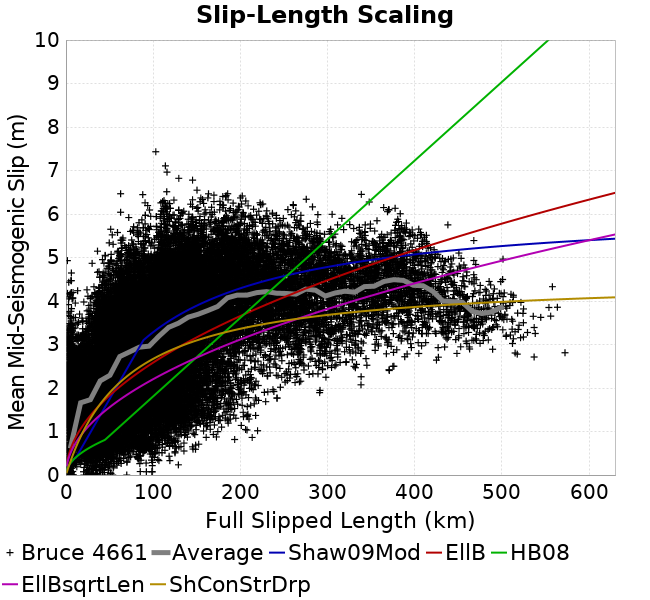 Slip-Length Scaling
Mean Mid-Seismogenic Slip (m)
10
9
8
7
6
5
4
3
2
1
0
0 100 200 300 400 500 600
Full Slipped Length (km)
Bruce 4661 Average Shaw09Mod EllB HB08
EllBsqrtLen ShConStrDrp